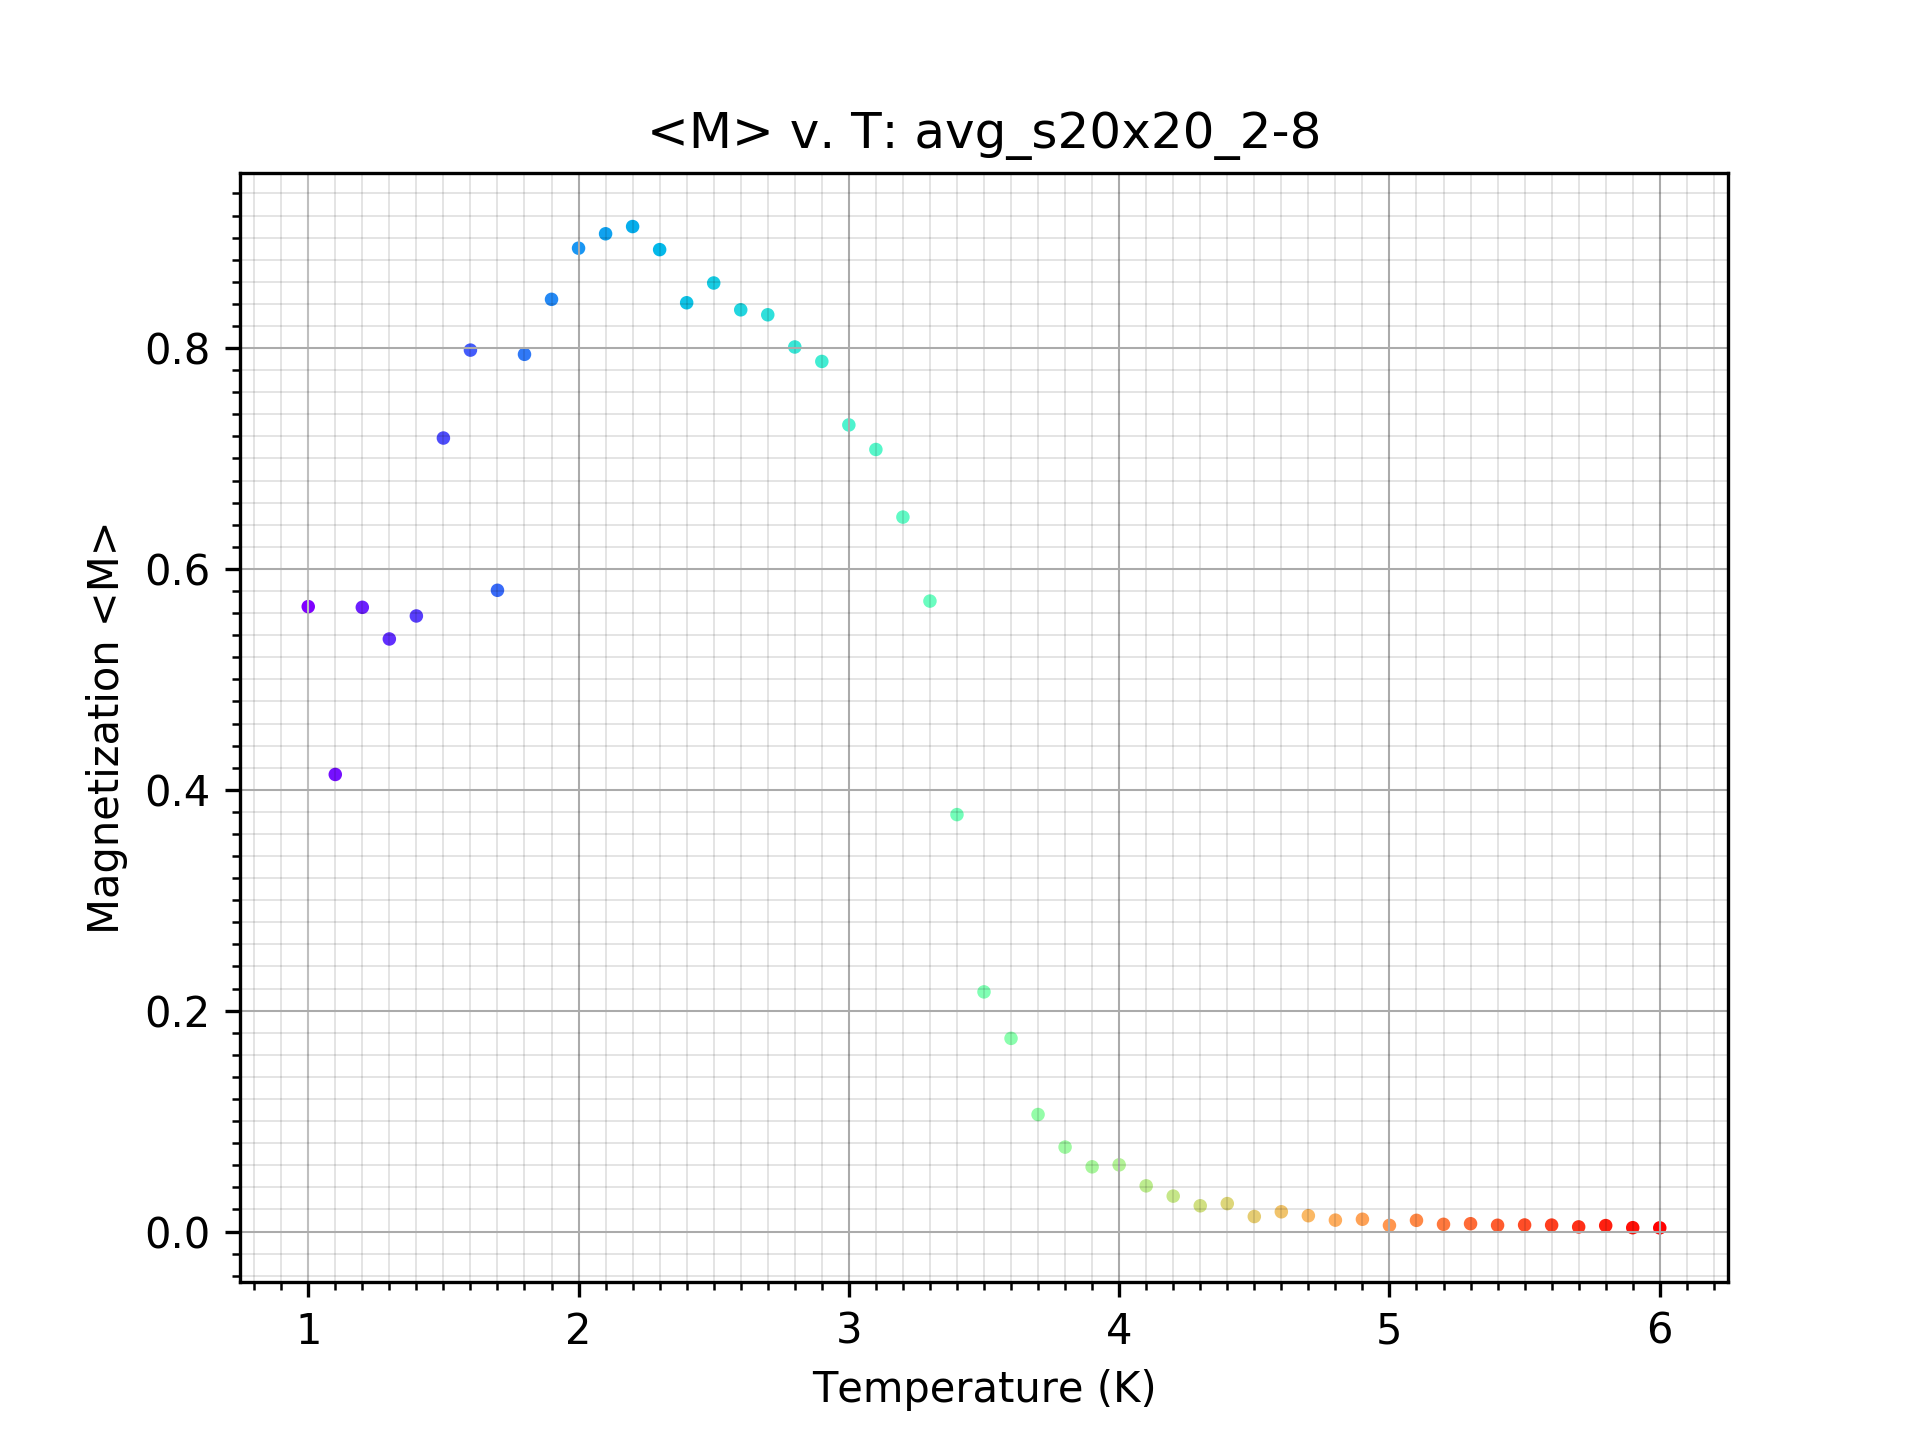 <M> v. T: avg_s20x20_2-8
0.8
0.6
0.4
0.2
0.0
Magnetization <M>
1 2 3 4 5 6
Temperature (K)